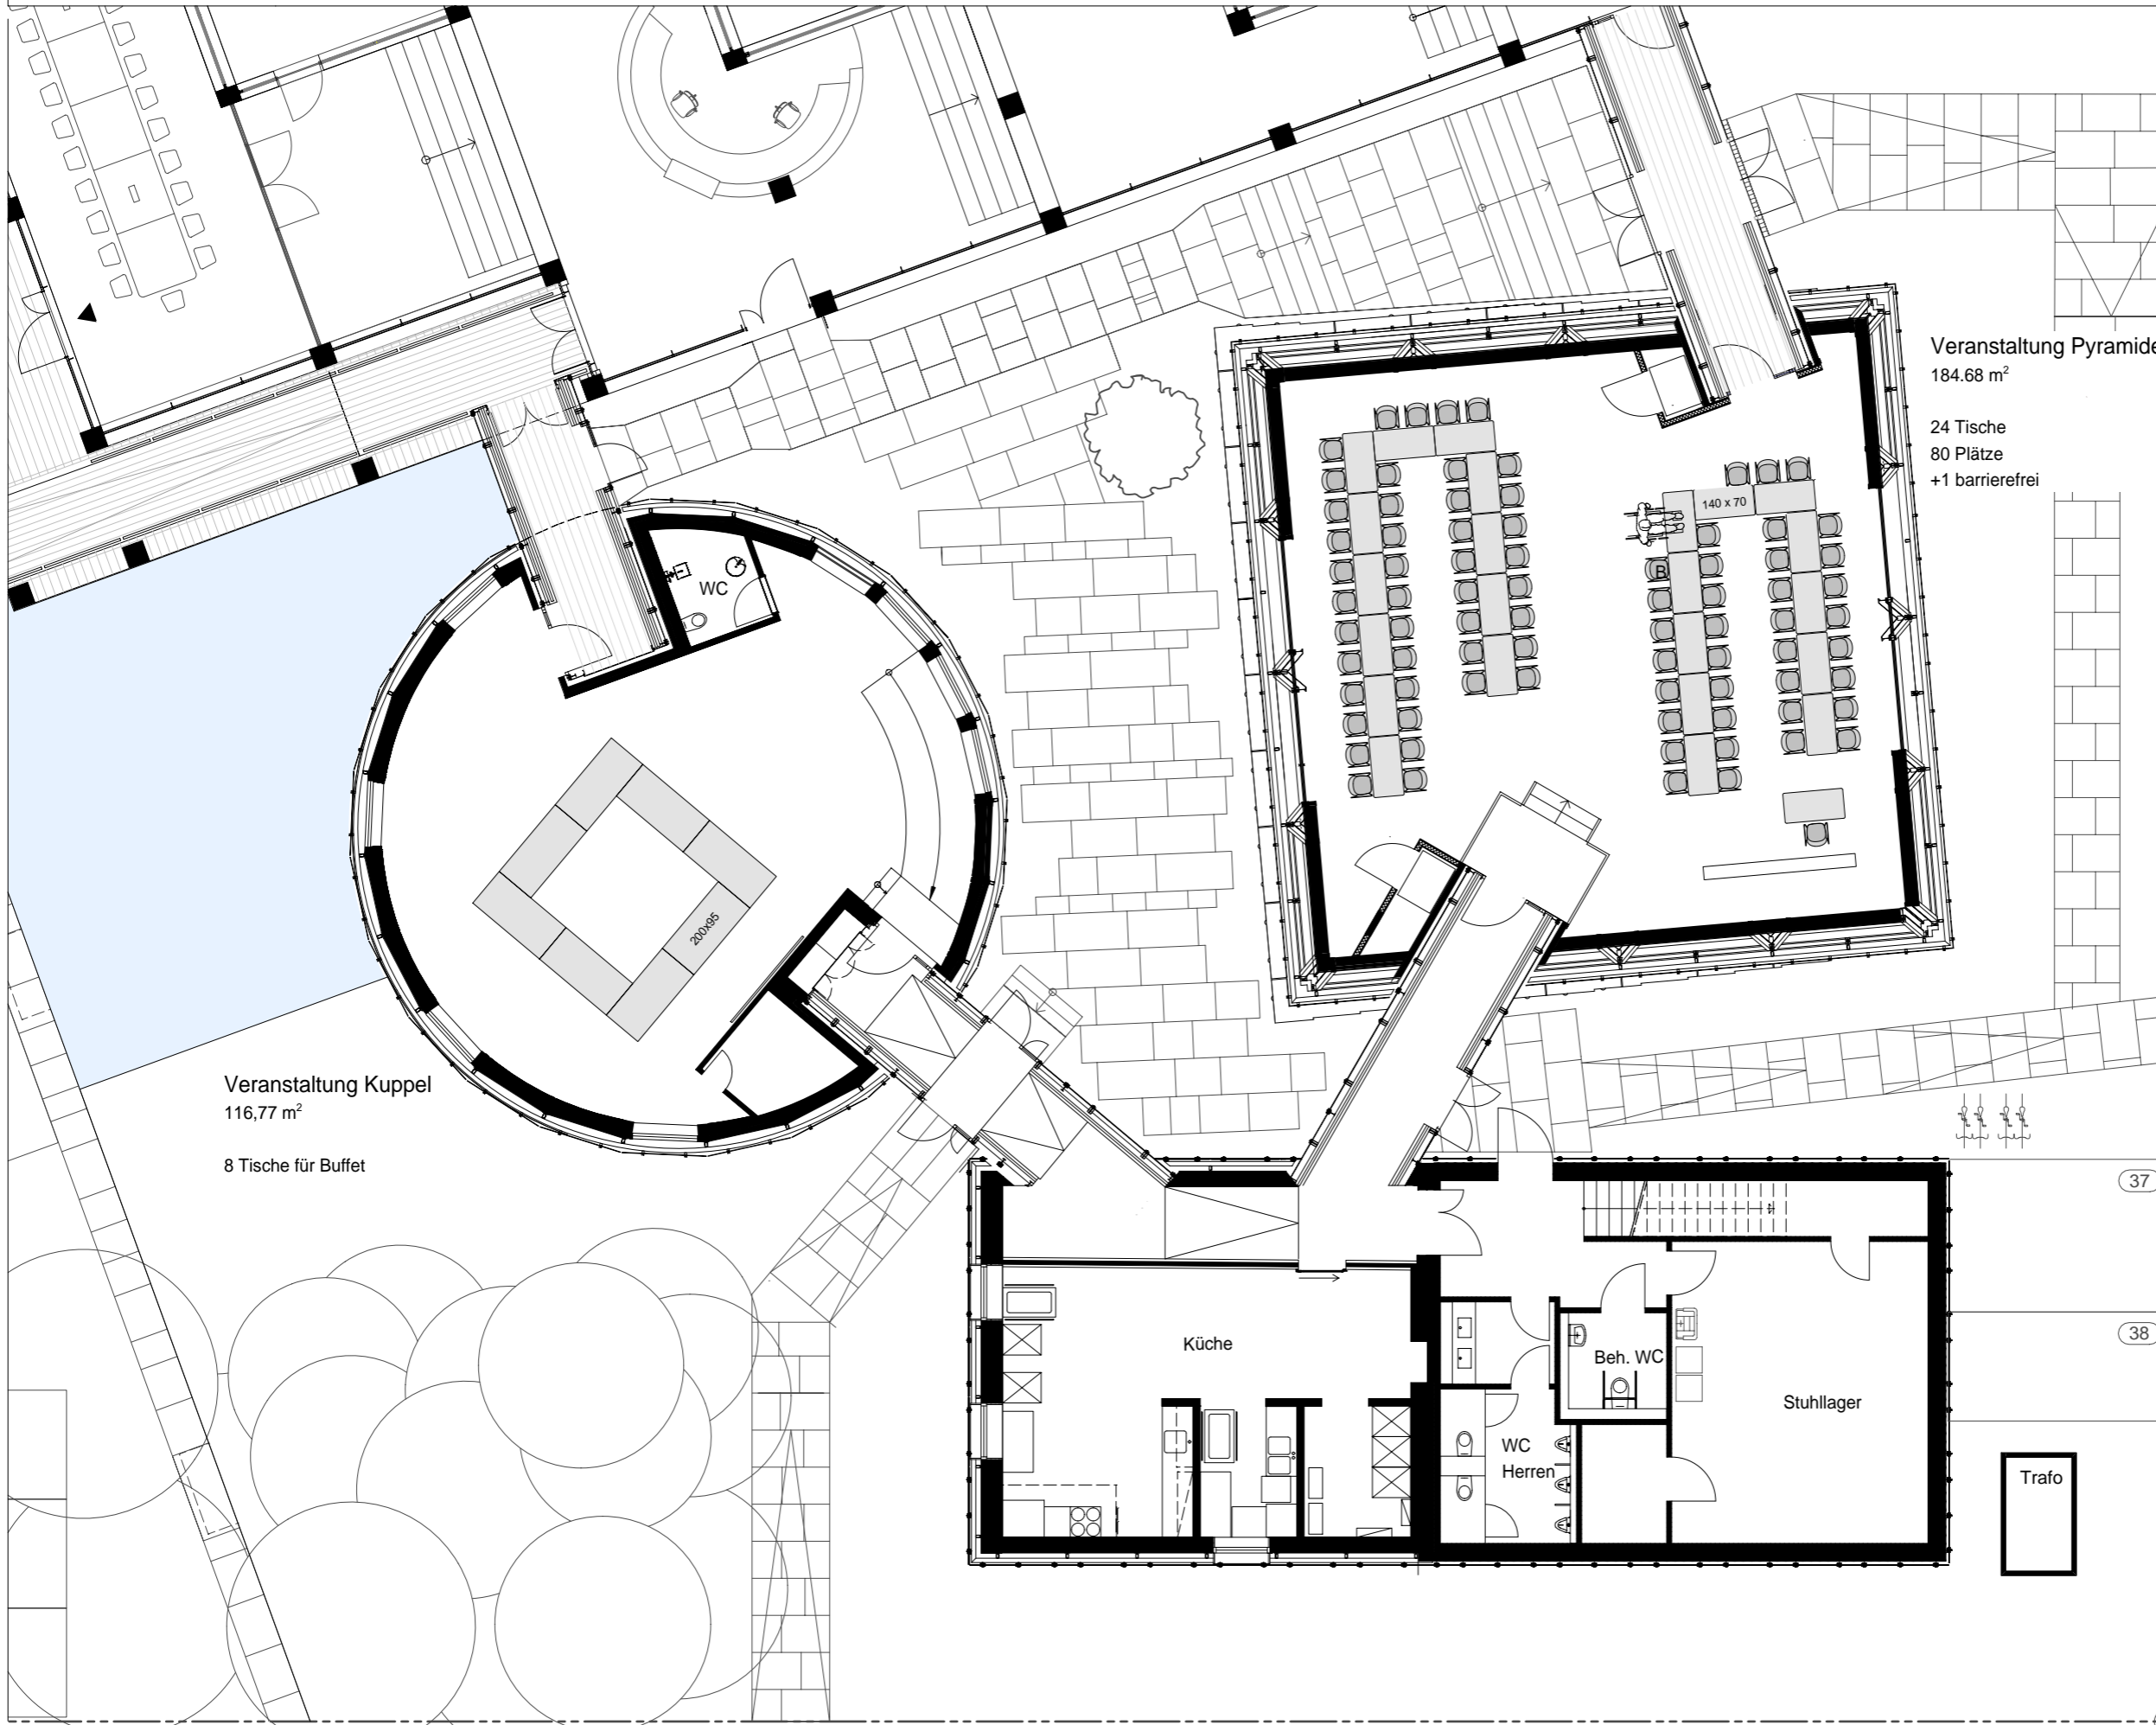 Veranstaltung Pyramide
184.68 m²
24 Tische
80 Plätze
+1 barrierefrei
140 x 70
B
WC
200x95
Veranstaltung Kuppel
116,77 m²
8 Tische für Buffet
37
38
Küche
Beh. WC
Stuhllager
WC
Herren
Trafo